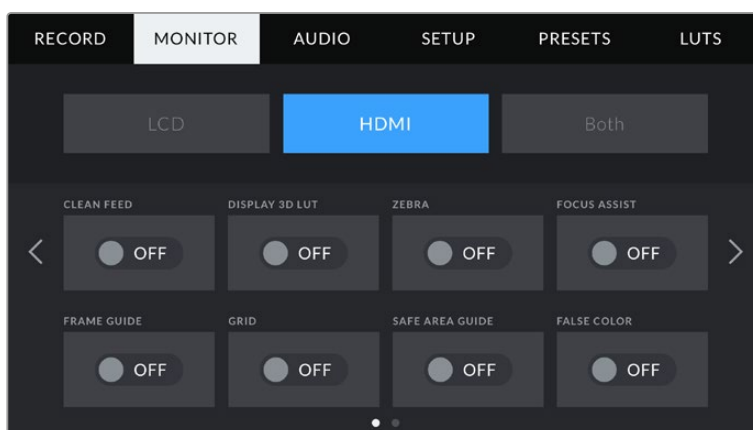 RECORD MONITOR AUDIO SETUP PRESETS LUTS
LCD HDMI Both
CLEAN FEED DISPLAY 3D LUT ZEBRA FOCUS ASSIST
OFF OFF OFF OFF
FRAME GUIDE GRID SAFE AREA GUIDE FALSE COLOR
OFF OFF OFF OFF